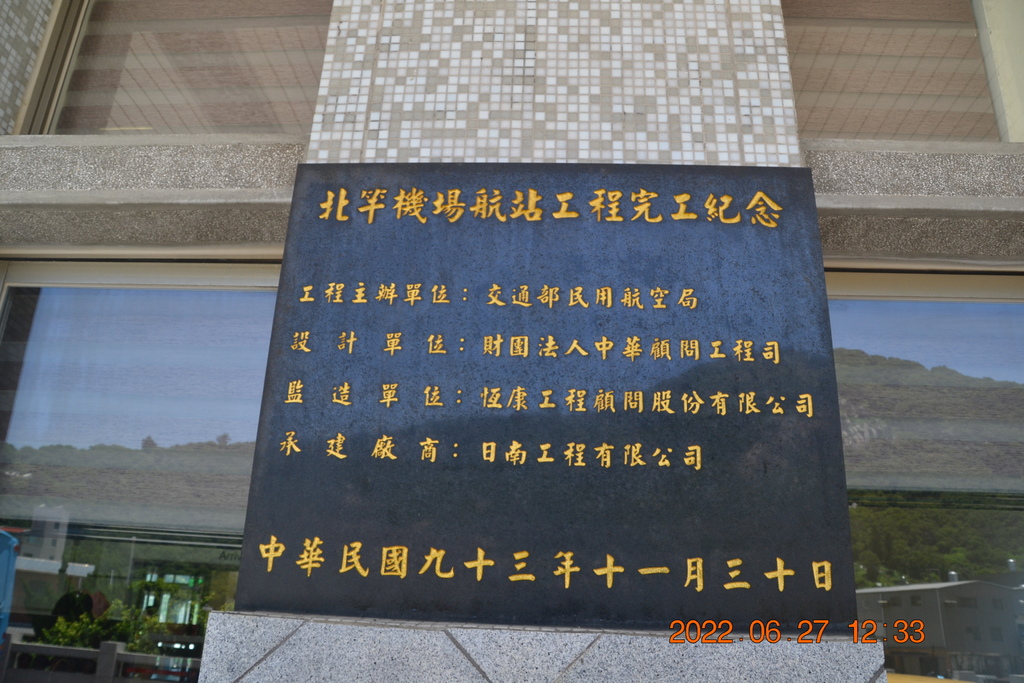 北竿機場航站工程完工紀念
工程主辦單位：交通部民用航空局
設計單位：財團法人中華顧問工程司
監造單位：恆康工程顧問股份有限公司
承建廠商：日南工程有限公司
中華民國九十三年十一月三十日
2022.06.27 12:33